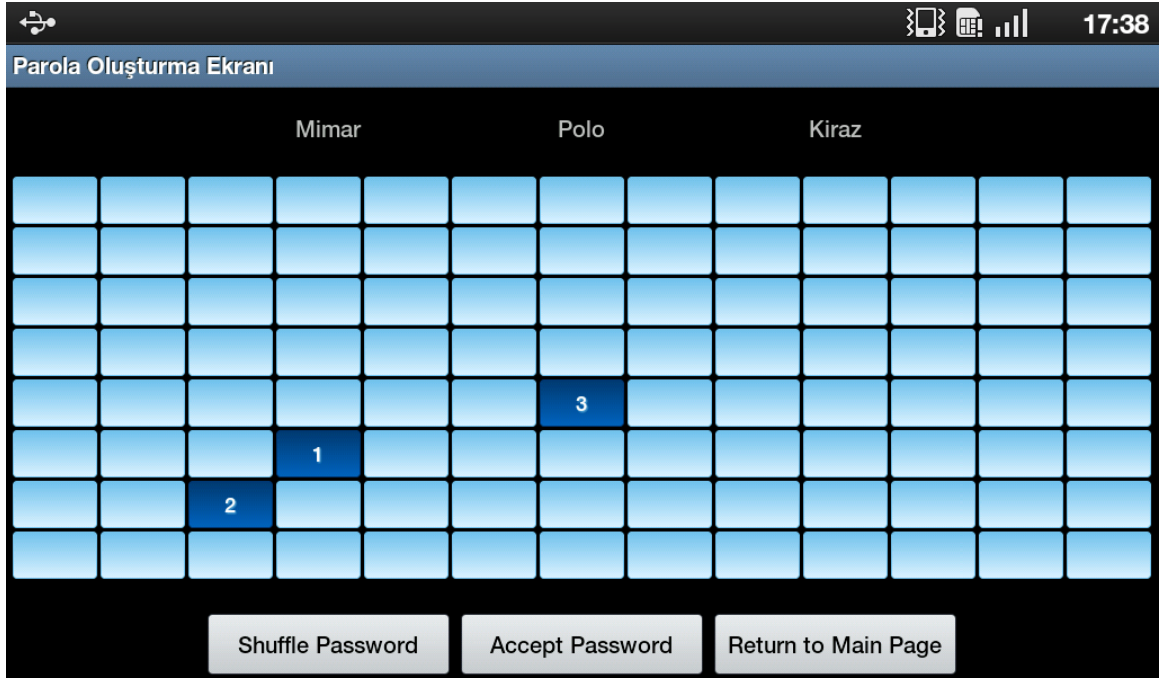 17:38
Parola Oluşturma Ekranı
Mimar Polo Kiraz
3
1
2
Shuffle Password Accept Password Return to Main Page